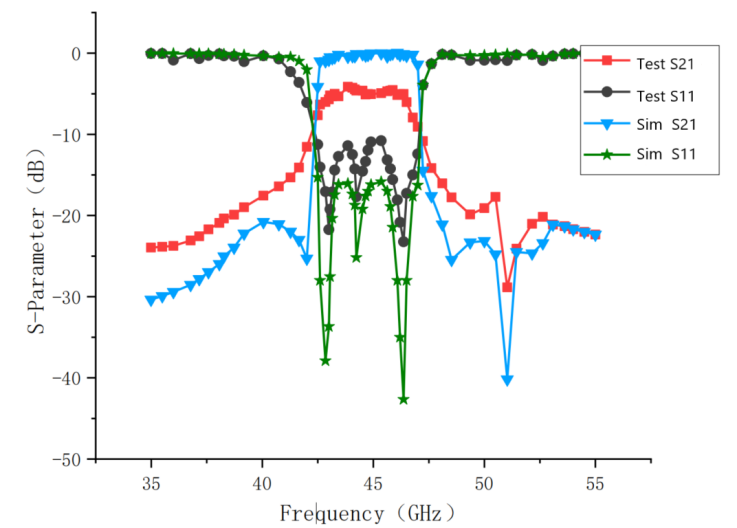 S-Parameter (dB)
0
-10
-20
-30
-40
-50
35
40
45
50
55
Frequency (GHz)
Test S21
Test S11
Sim S21
Sim S11